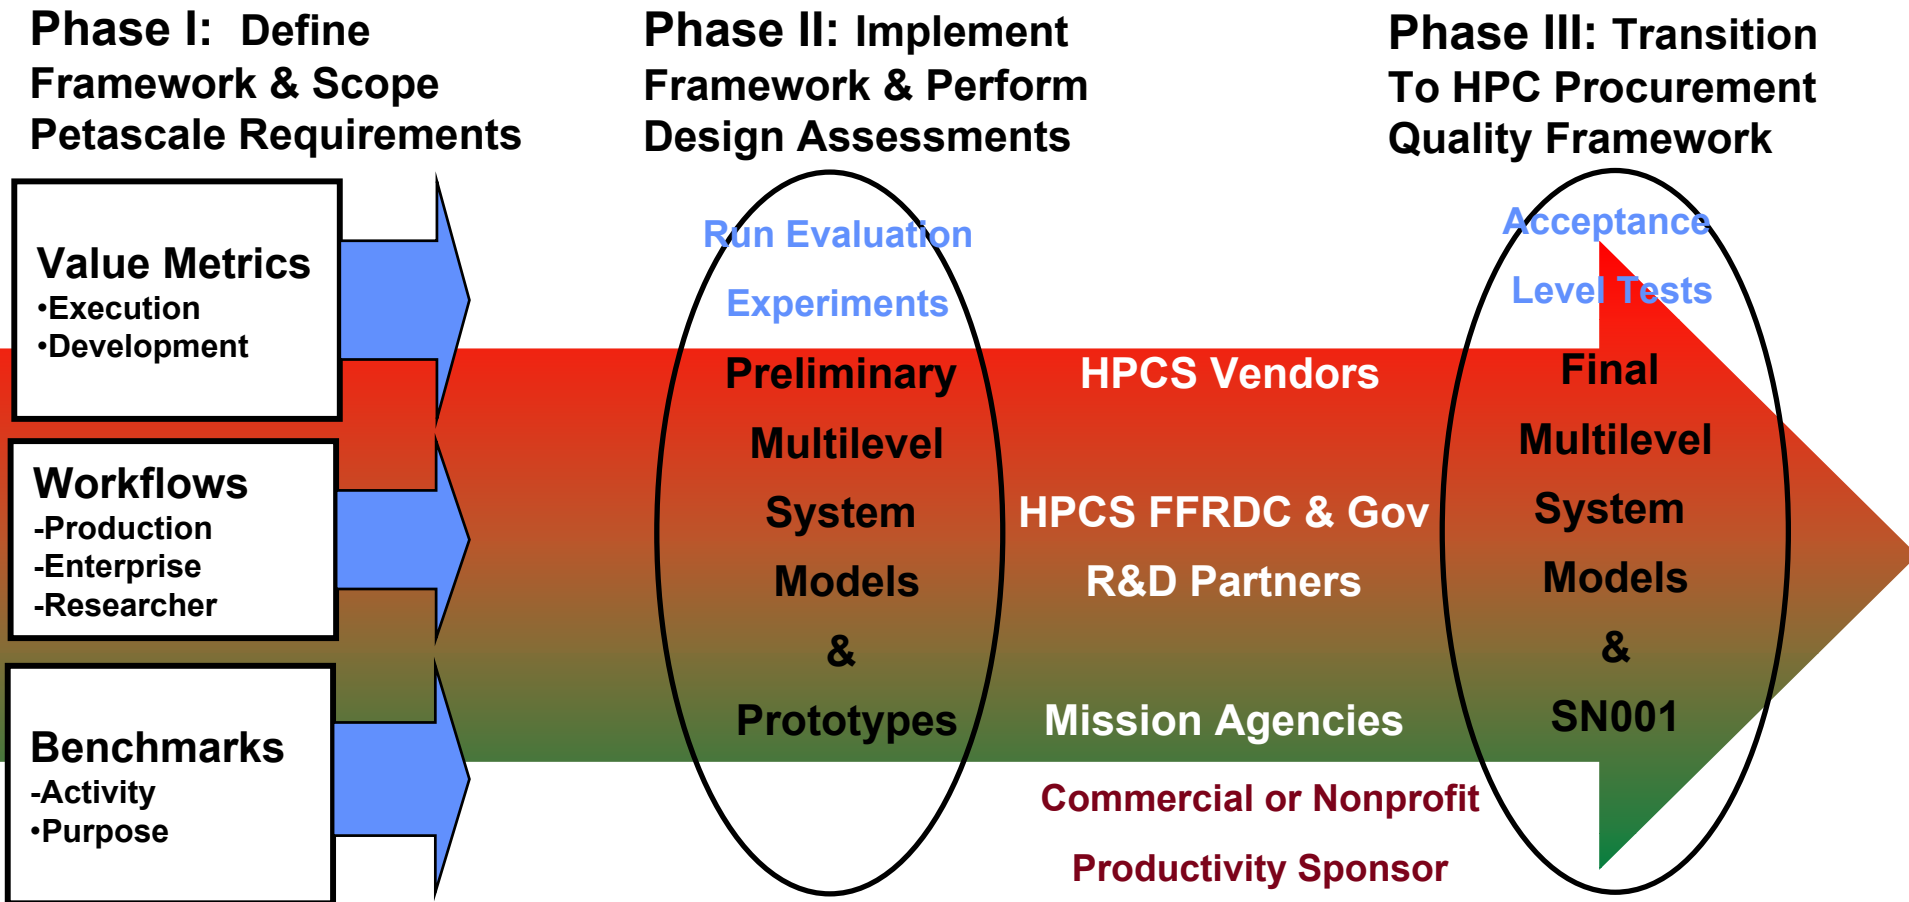 Phase I: Define
Framework & Scope
Petascale Requirements
Phase II: Implement
Framework & Perform
Design Assessments
Phase III: Transition
To HPC Procurement
Quality Framework
Value Metrics
•Execution
•Development
Workflows
-Production
-Enterprise
-Researcher
Benchmarks
-Activity
•Purpose
Run Evaluation
Experiments
Preliminary
Multilevel
System
Models
&
Prototypes
HPCS Vendors
HPCS FFRDC & Gov
R&D Partners
Mission Agencies
Commercial or Nonprofit
Productivity Sponsor
Acceptance
Level Tests
Final
Multilevel
System
Models
&
SN001